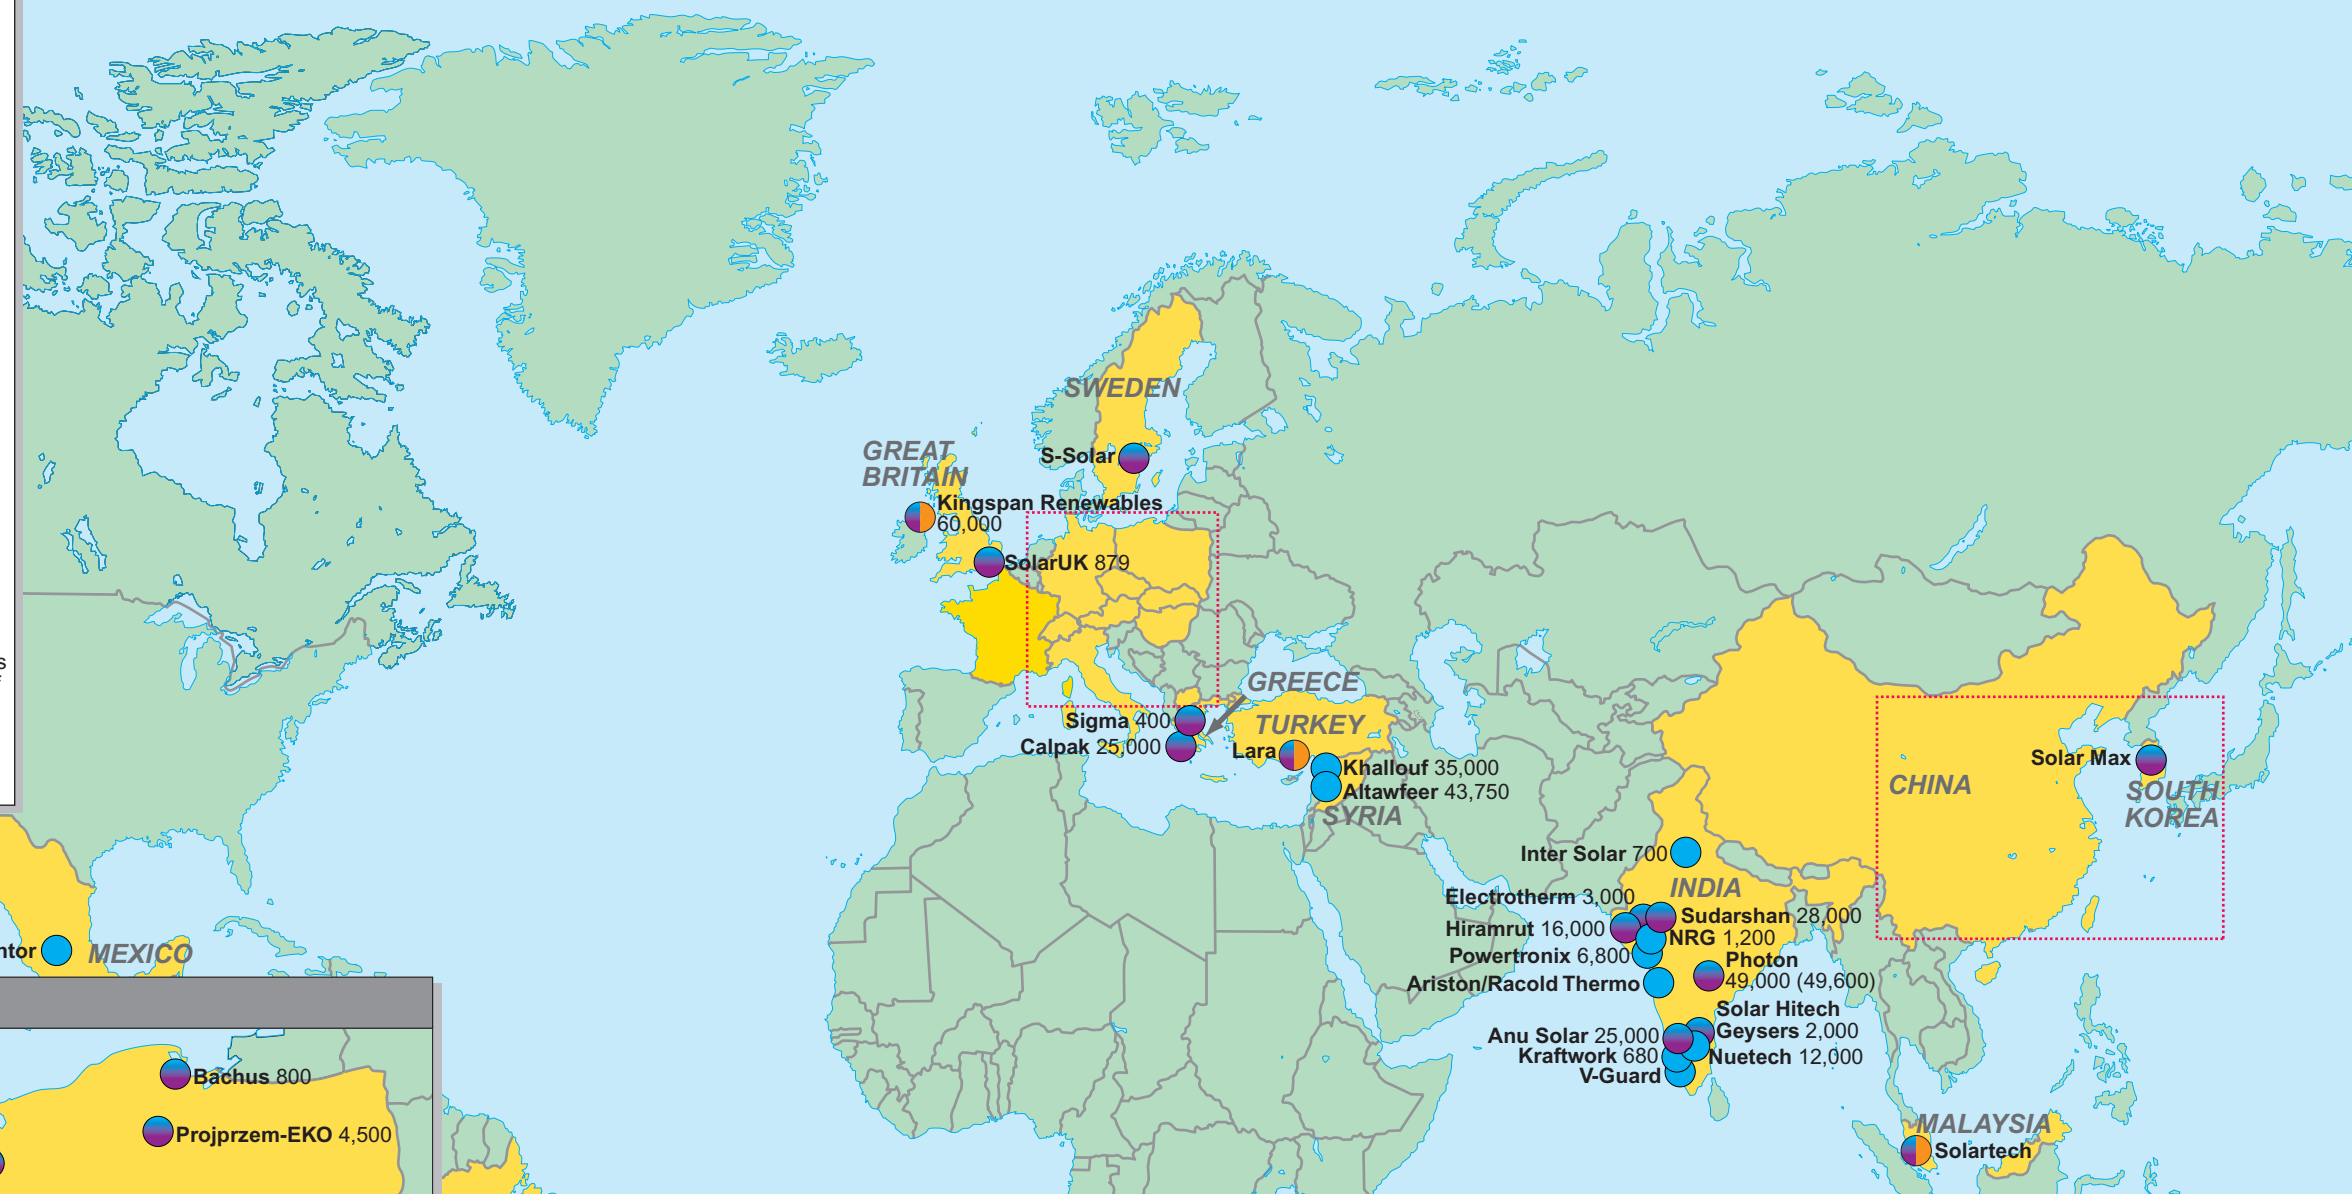 SWEDEN
GREAT
BRITAIN
S-Solar
Kingspan Renewables
60,000
SolarUK 879
s
GREECE
Sigma 400
TURKEY
Calpak 25,000
Lara
Khallouf 35,000
Altawfeer 43,750
SYRIA
Solar Max
CHINA
SOUTH
KOREA
Inter Solar 700
INDIA
Electrotherm 3,000
Sudarshan 28,000
Hiramrut 16,000
NRG 1,200
Powertronix 6,800
Photon
49,000 (49,600)
Ariston/Racold Thermo
Solar Hitech
Geysers 2,000
Anu Solar 25,000
Kraftwork 680
Nuetech 12,000
V-Guard
ntor
MEXICO
Bachus 800
Projprzem-EKO 4,500
MALAYSIA
Solartech